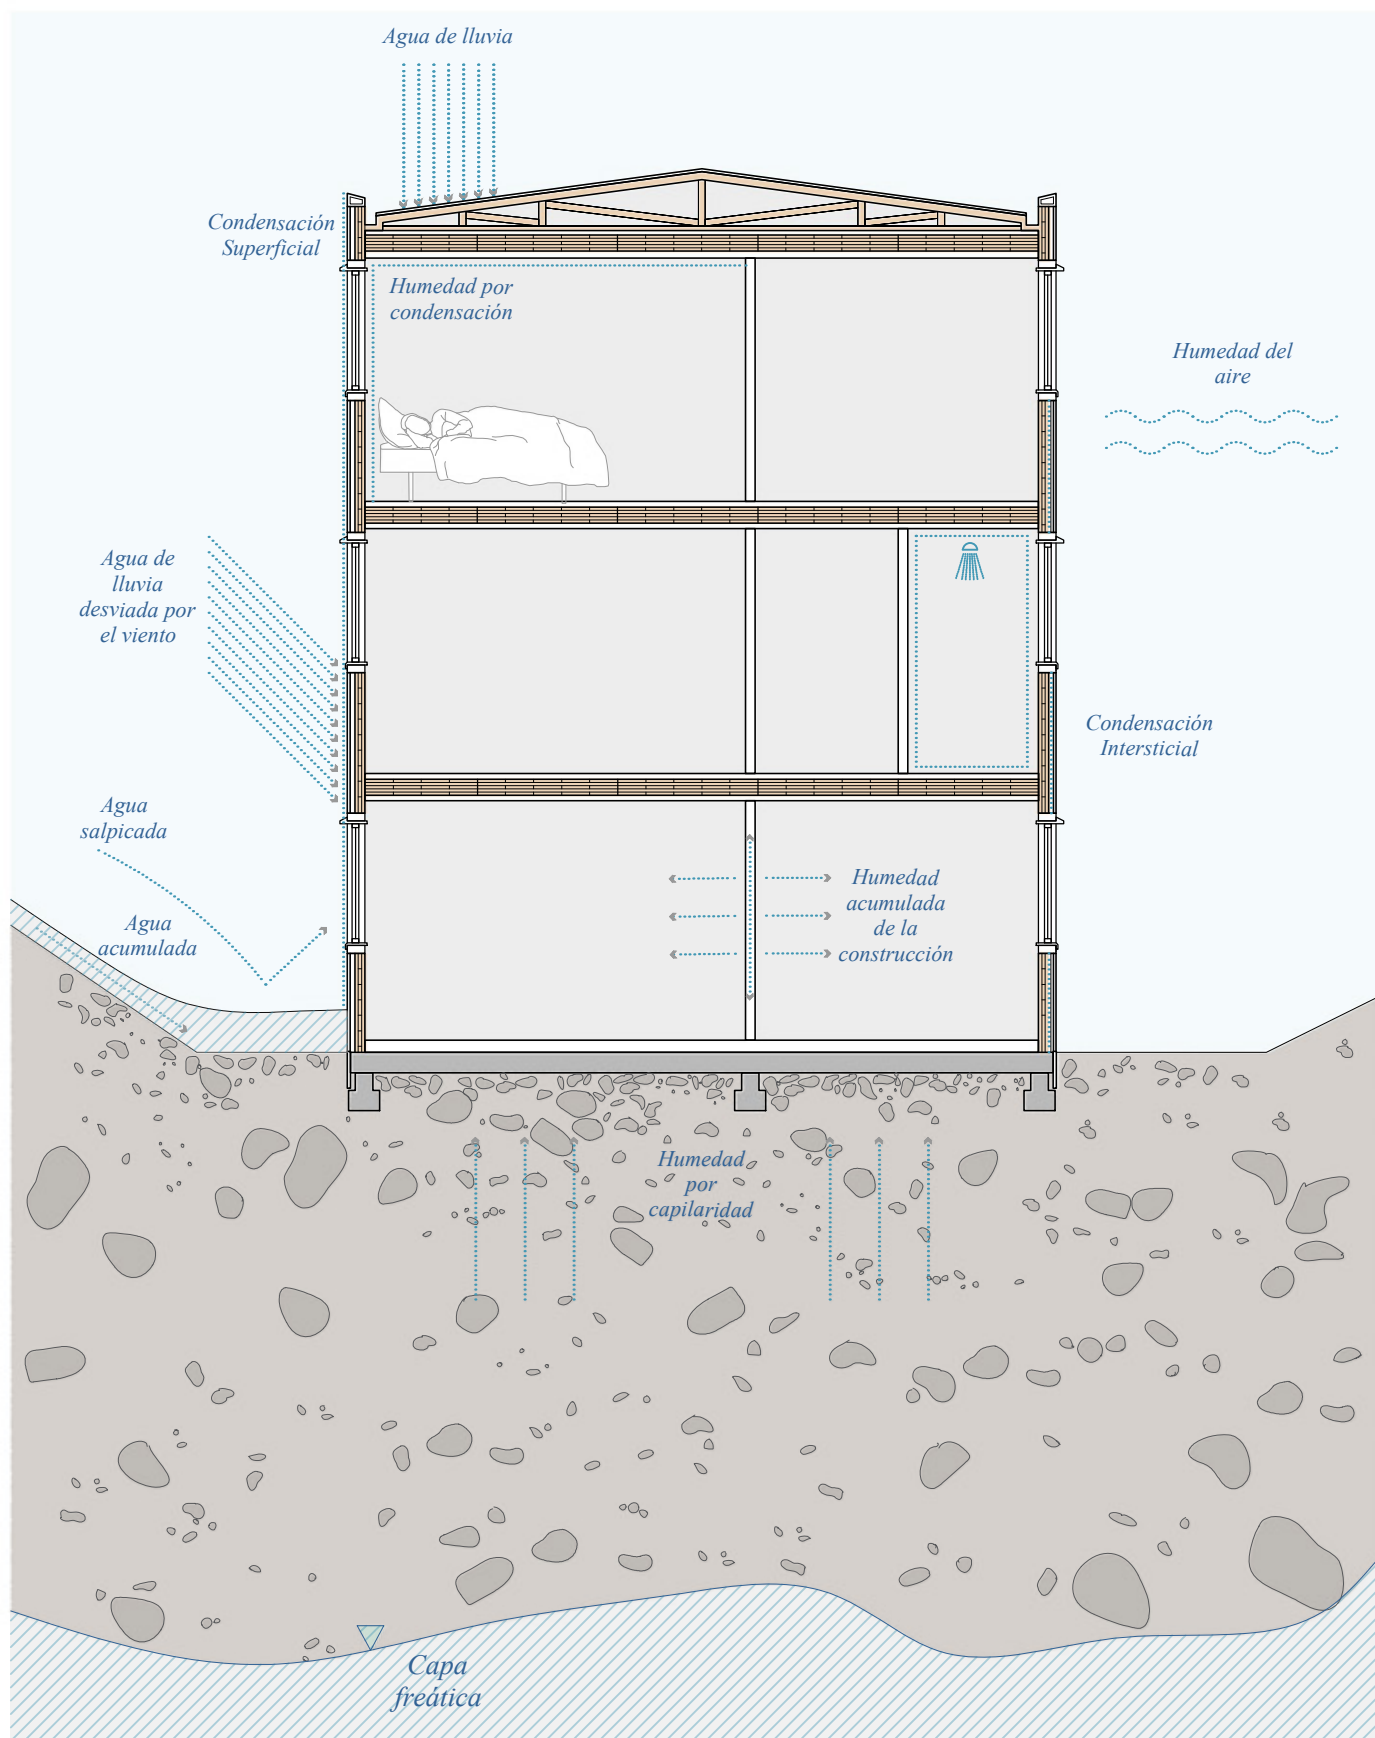 Agua de lluvia
Condensación
Superficial
Humedad por
condensación
Humedad del
aire
Agua de
lluvia
desviada por
el viento
Condensación
Intersticial
Agua
salpicada
Humedad
acumulada
de la
construcción
Agua
acumulada
Humedad
por
capilaridad
Capa
freática